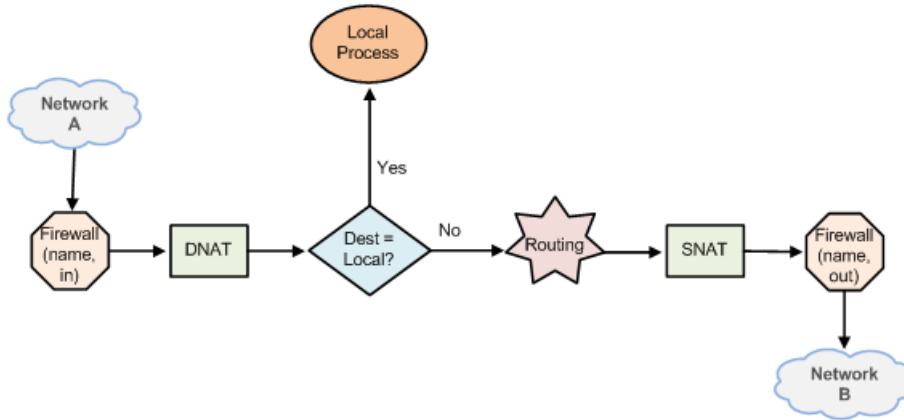 Local
Process
Network
A
Yes
Firewall
(name,
in)
DNAT
Dest =
Local?
No
Routing
SNAT
Firewall
(name,
out)
Network
B